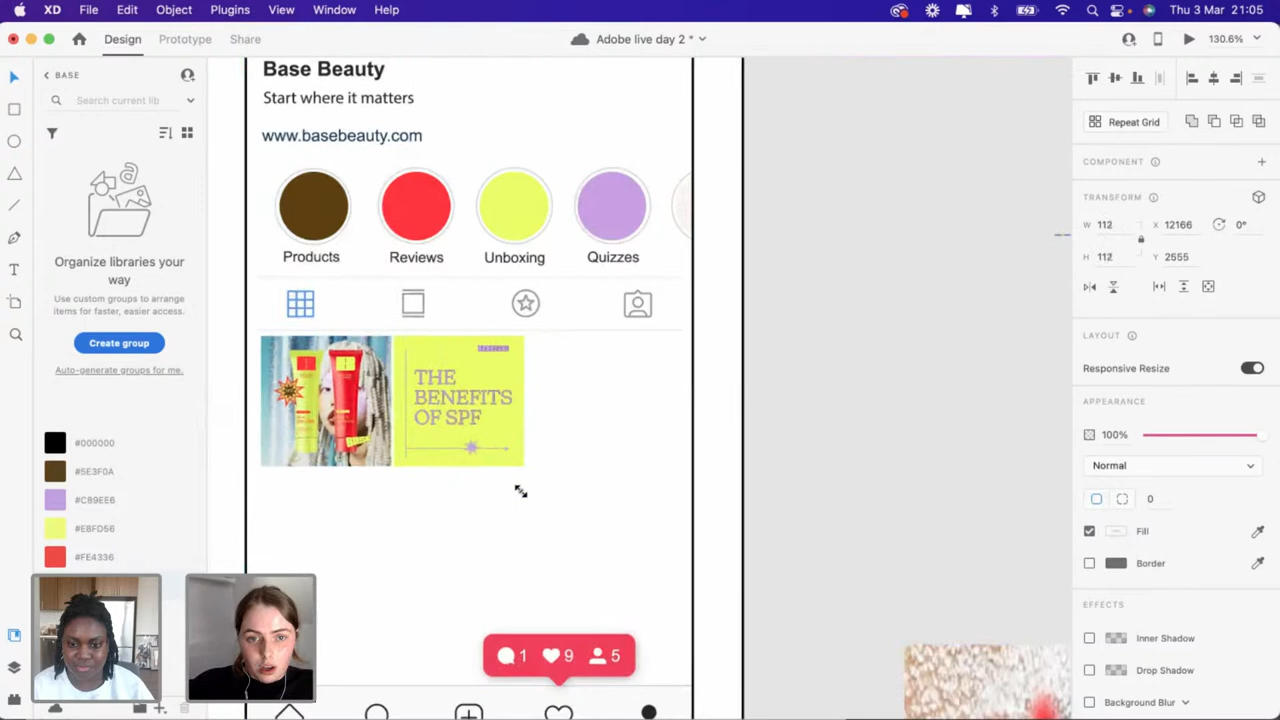 XD File Edit Object Plugins View Window Help Thu 3 Mar 21:05
Design Prototype Share Adobe live day 2 * 130.6%
BASE
Search current lib
Organize libraries your
way
Use custom groups to arrange
items for faster, easier access.
Create group
Auto-generate groups for me.
#000000
#5E3F0A
#C89EE6
#E8FD56
#FE4336
Base Beauty
Start where it matters
www.basebeauty.com
Products Reviews Unboxing Quizzes
THE
BENEFITS
OF SPF
1 9 5
Repeat Grid
COMPONENT
TRANSFORM
W 112 X 12166 0°
H 112 Y 2555
LAYOUT
Responsive Resize
APPEARANCE
100%
Normal
0
Fill
Border
EFFECTS
Inner Shadow
Drop Shadow
Background Blur